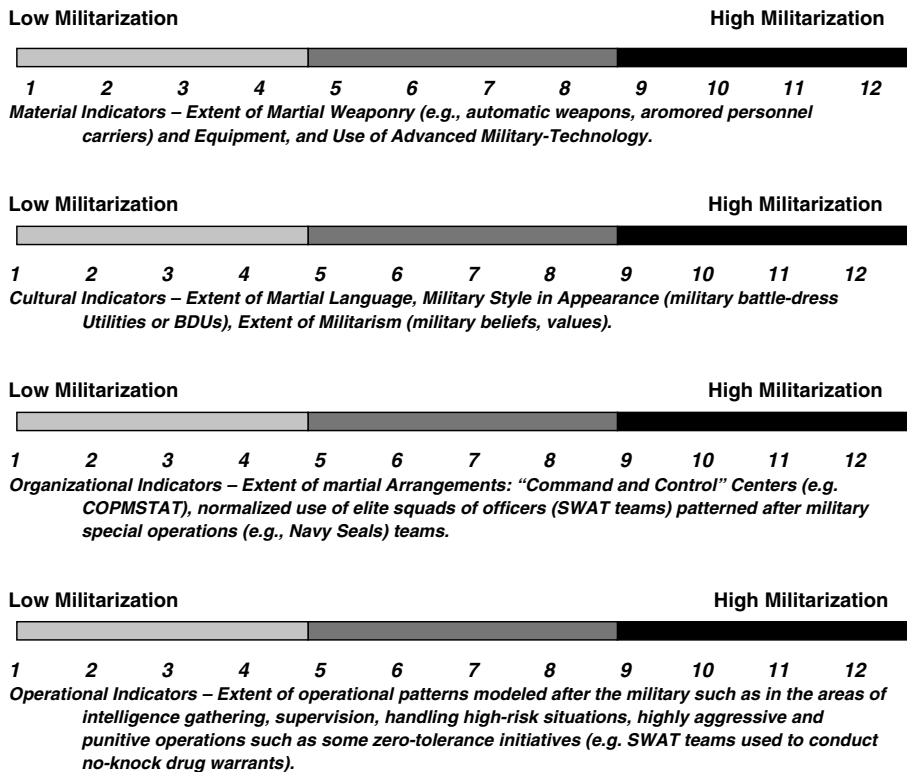 Low Militarization High Militarization
1 2 3 4 5 6 7 8 9 10 11 12
Material Indicators – Extent of Martial Weaponry (e.g., automatic weapons, aromored personnel
carriers) and Equipment, and Use of Advanced Military-Technology.
Low Militarization High Militarization
1 2 3 4 5 6 7 8 9 10 11 12
Cultural Indicators – Extent of Martial Language, Military Style in Appearance (military battle-dress
Utilities or BDUs), Extent of Militarism (military beliefs, values).
Low Militarization High Militarization
1 2 3 4 5 6 7 8 9 10 11 12
Organizational Indicators – Extent of martial Arrangements: “Command and Control” Centers (e.g.
COPMSTAT), normalized use of elite squads of officers (SWAT teams) patterned after military
special operations (e.g., Navy Seals) teams.
Low Militarization High Militarization
1 2 3 4 5 6 7 8 9 10 11 12
Operational Indicators – Extent of operational patterns modeled after the military such as in the areas of
intelligence gathering, supervision, handling high-risk situations, highly aggressive and
punitive operations such as some zero-tolerance initiatives (e.g. SWAT teams used to conduct
no-knock drug warrants).